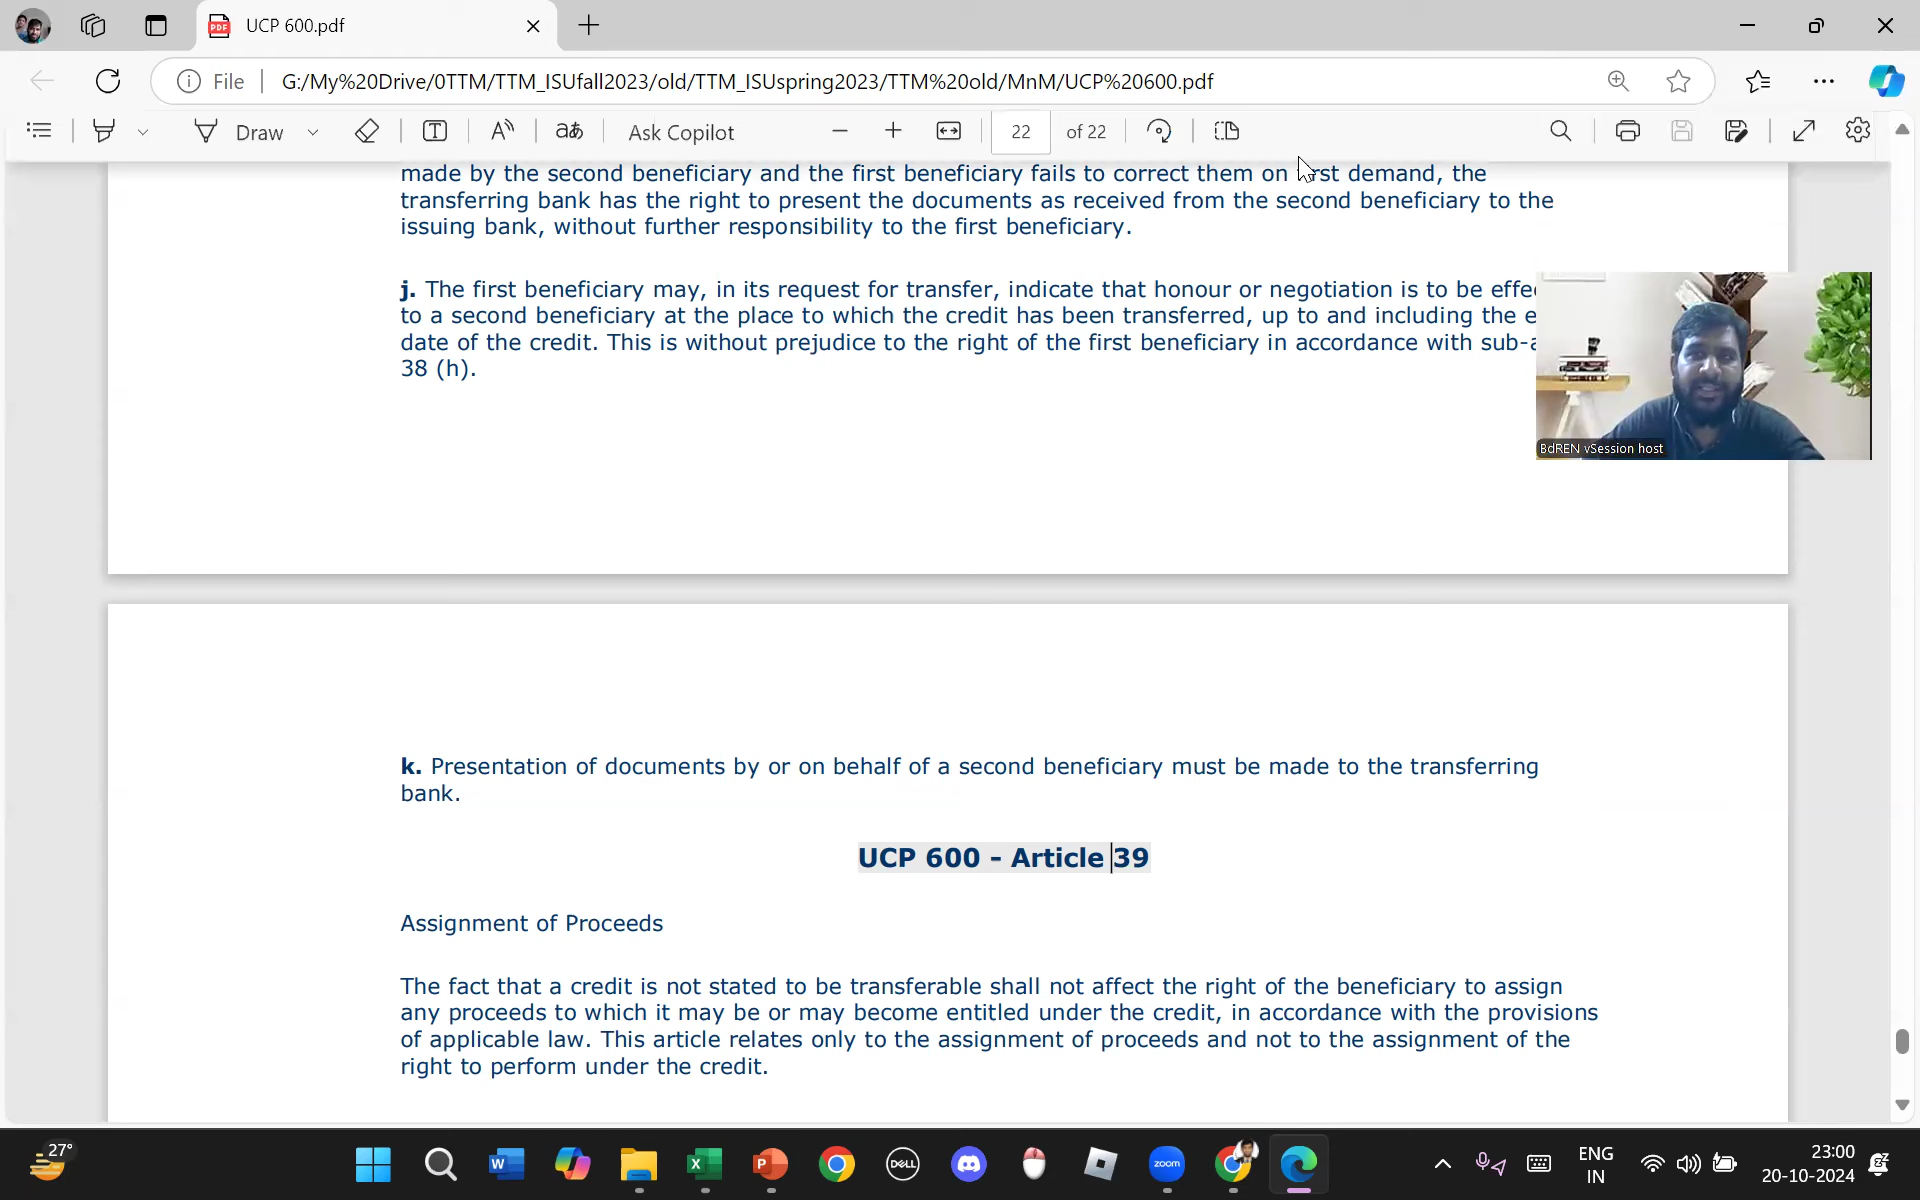 UCP 600.pdf
File
G:/My%20Drive/0TTM/TTM_ISUfall2023/old/TTM_ISUspring2023/TTM%20old/MnM/UCP%20600.pdf
Draw
Ask Copilot
22 of 22
made by the second beneficiary and the first beneficiary fails to correct them on first demand, the
transferring bank has the right to present the documents as received from the second beneficiary to the
issuing bank, without further responsibility to the first beneficiary.
j. The first beneficiary may, in its request for transfer, indicate that honour or negotiation is to be effe
to a second beneficiary at the place to which the credit has been transferred, up to and including the e
date of the credit. This is without prejudice to the right of the first beneficiary in accordance with sub-a
38 (h).
BdREN vSession host
k. Presentation of documents by or on behalf of a second beneficiary must be made to the transferring
bank.
UCP 600 - Article 39
Assignment of Proceeds
The fact that a credit is not stated to be transferable shall not affect the right of the beneficiary to assign
any proceeds to which it may be or may become entitled under the credit, in accordance with the provisions
of applicable law. This article relates only to the assignment of proceeds and not to the assignment of the
right to perform under the credit.
27°
DELL
zoom
ENG
IN
23:00
20-10-2024